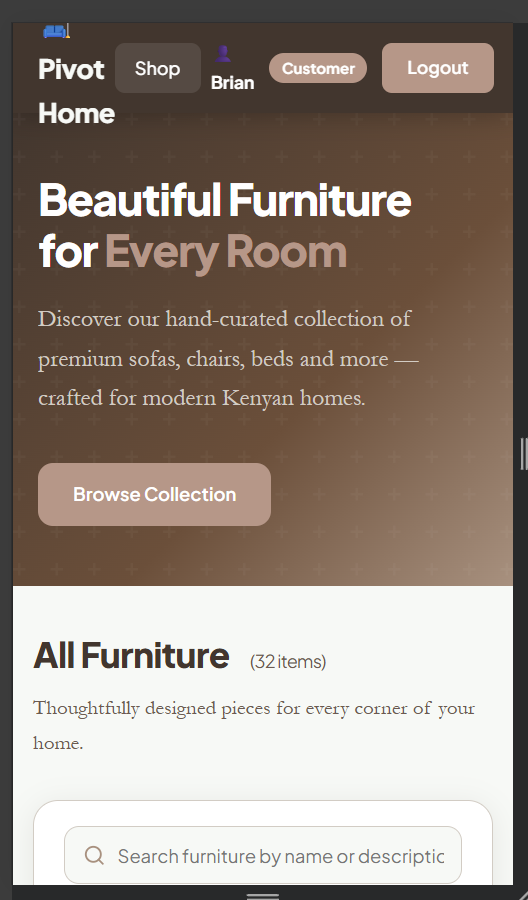 Pivot
Home
Shop
Brian
Customer
Logout
Beautiful Furniture
for Every Room
Discover our hand-curated collection of
premium sofas, chairs, beds and more —
crafted for modern Kenyan homes.
Browse Collection
All Furniture (32 items)
Thoughtfully designed pieces for every corner of your
home.
Search furniture by name or descriptic